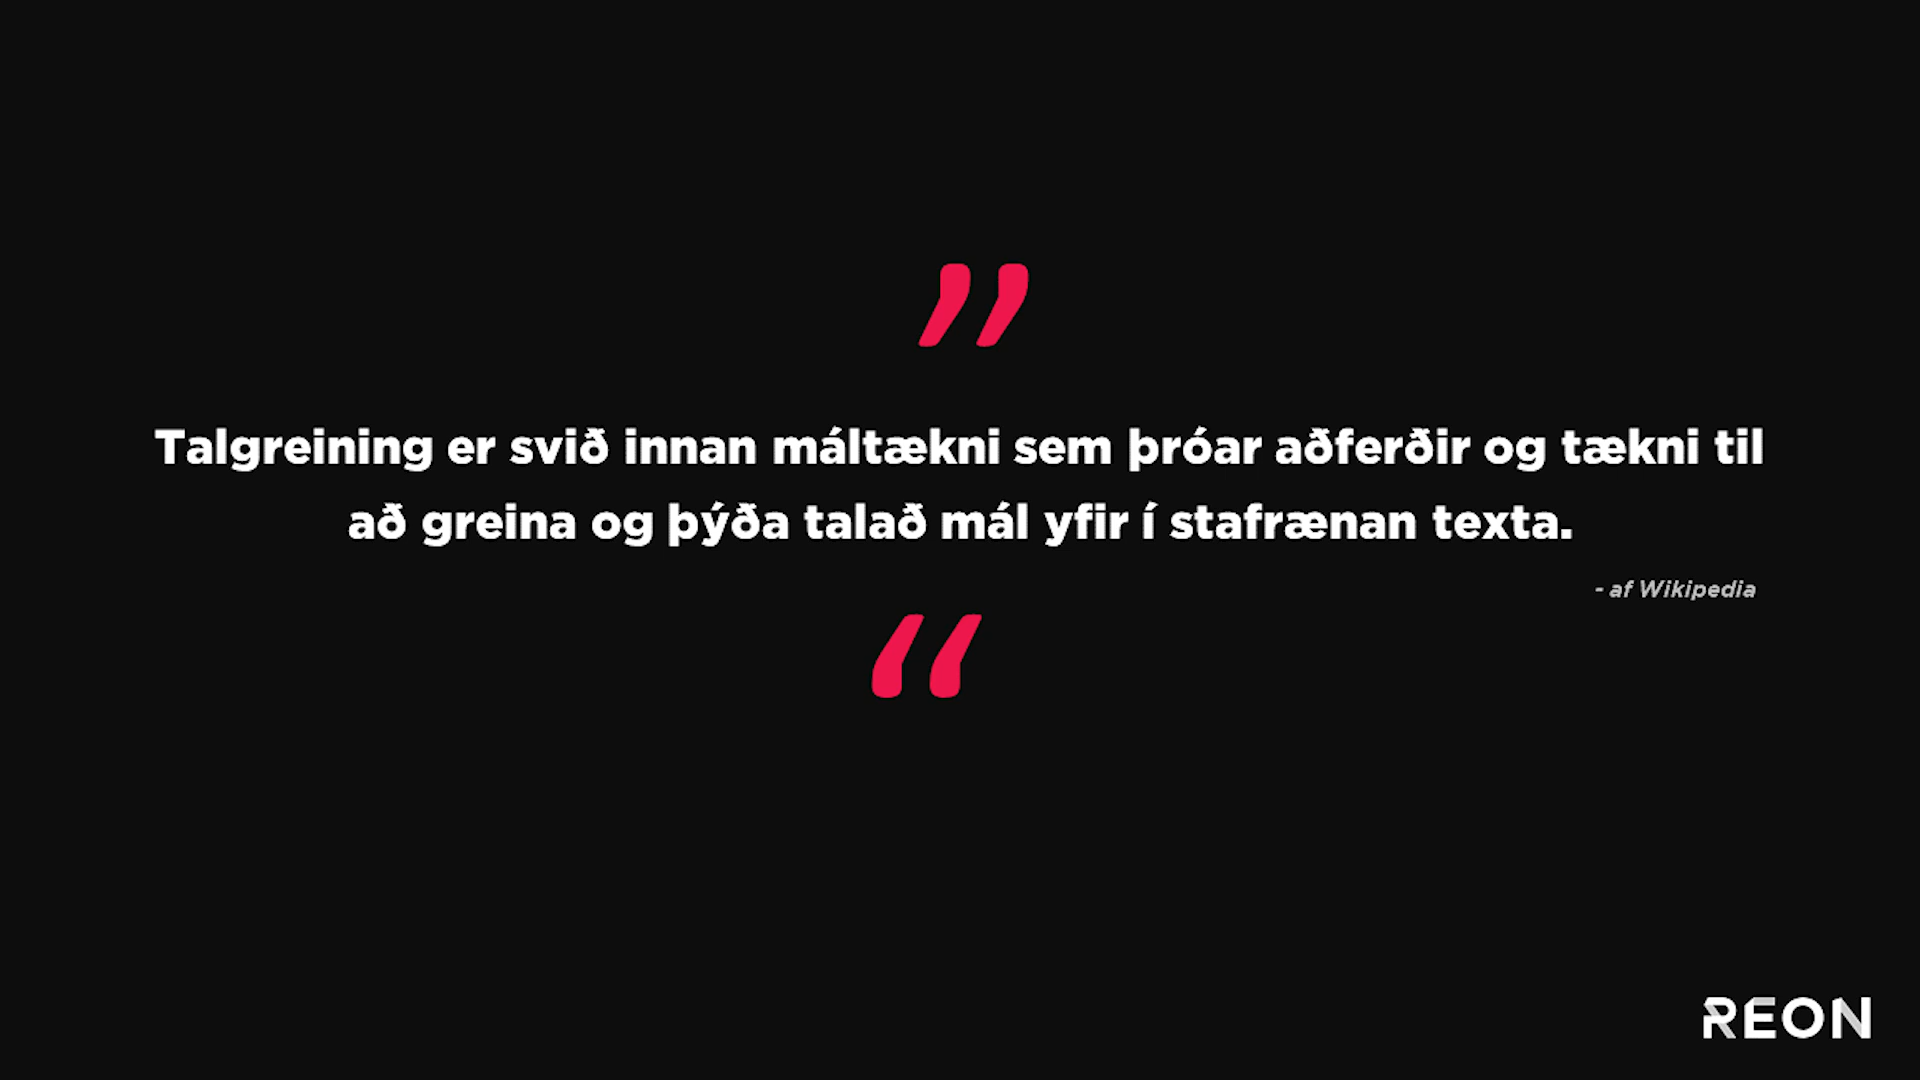 ”
Talgreining er svið innan máltækni sem þróar aðferðir og tækni til
að greina og þýða talað mál yfir í stafrænan texta.
- af Wikipedia
“
REON